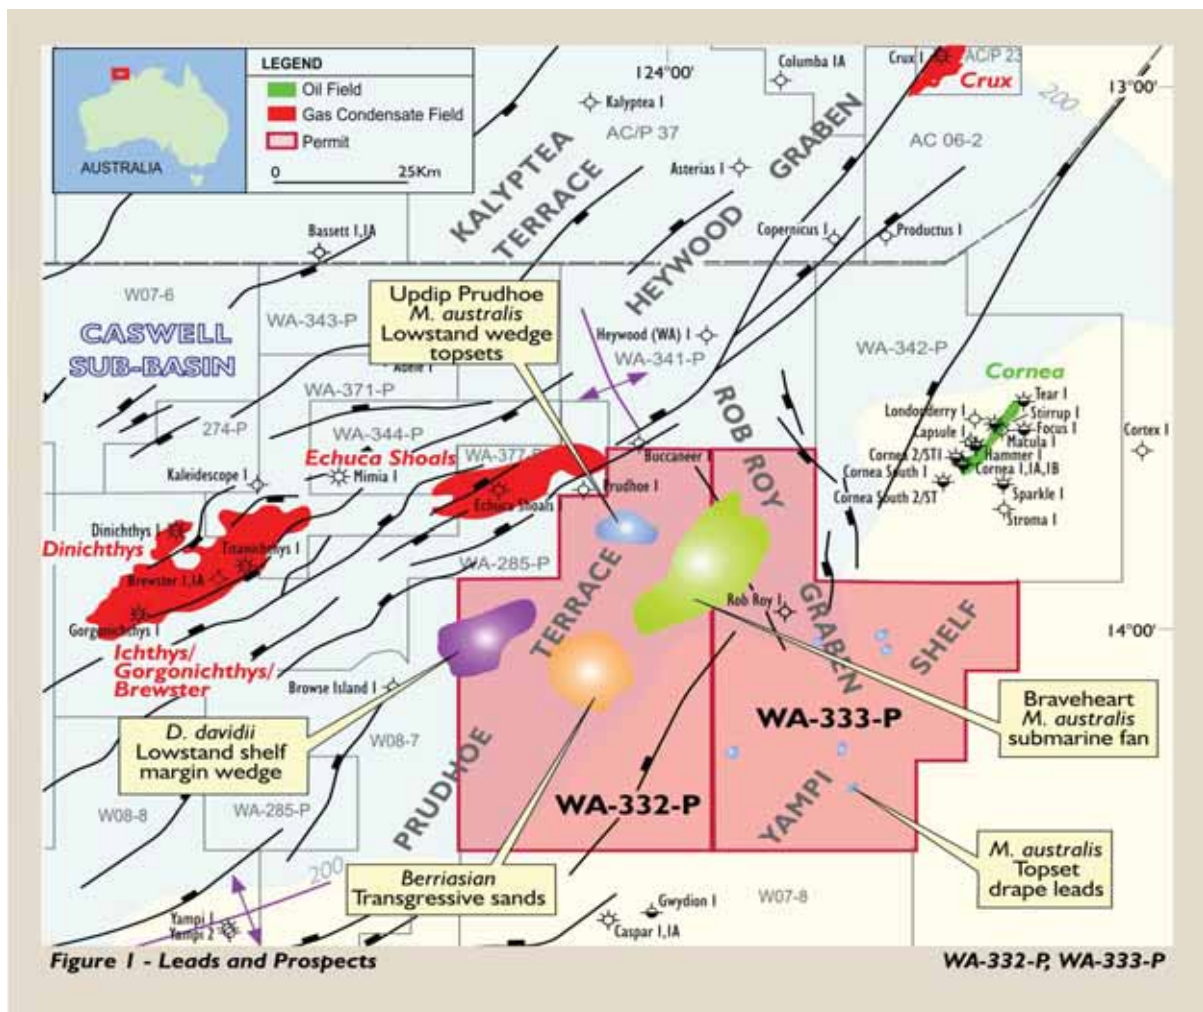 LEGEND
Oil Field
Gas Condensate Field
Permit
0 25Km
AUSTRALIA
124°00'
13°00'
14°00'
200
200
Crux 1
AC/P 23
Crux
Columba 1A
Kalyptea 1
AC/P 37
AC 06-2
KALYPTEA
TERRACE
HEYWOOD
GRABEN
Asterias 1
Bassett 1,1A
Copernicus 1
Productus 1
W07-6
Updip Prudhoe
M. australis
Lowstand wedge
topsets
CASWELL
SUB-BASIN
WA-343-P
Heywood (WA) 1
WA-341-P
WA-342-P
Adele 1
WA-371-P
Cornea
Tear 1
Londonderry 1
Stirrup 1
Focus 1
Capsule 1
Macula 1
Cornea 2/ST1
Hammer 1
Cornea South 1
Cornea 1,1A,1B
Cornea South 2/ST
Sparkle 1
Stroma 1
Cortex 1
274-P
WA-344-P
Echuca Shoals
WA-377-P
Buccaneer 1
ROB ROY
GRABEN
Kaleidescope 1
Mimia 1
Prudhoe 1
Echuca Shoals 1
Dinichthys 1
Dinichthys
Titanichthys 1
Brewster 1,1A
WA-285-P
Gorgonichthys 1
Ichthys/
Gorgonichthys/
Brewster
Browse Island 1
Rob Roy 1
PRUDHOE
TERRACE
YAMPI
SHELF
WA-333-P
WA-332-P
Braveheart
M. australis
submarine fan
D. davidii
Lowstand shelf
margin wedge
W08-7
W08-8
WA-285-P
Berriasian
Transgressive sands
M. australis
Topset
drape leads
Yampi 1
Yampi 2
Gwydion 1
Caspar 1,1A
W07-8
Figure 1 - Leads and Prospects
WA-332-P, WA-333-P